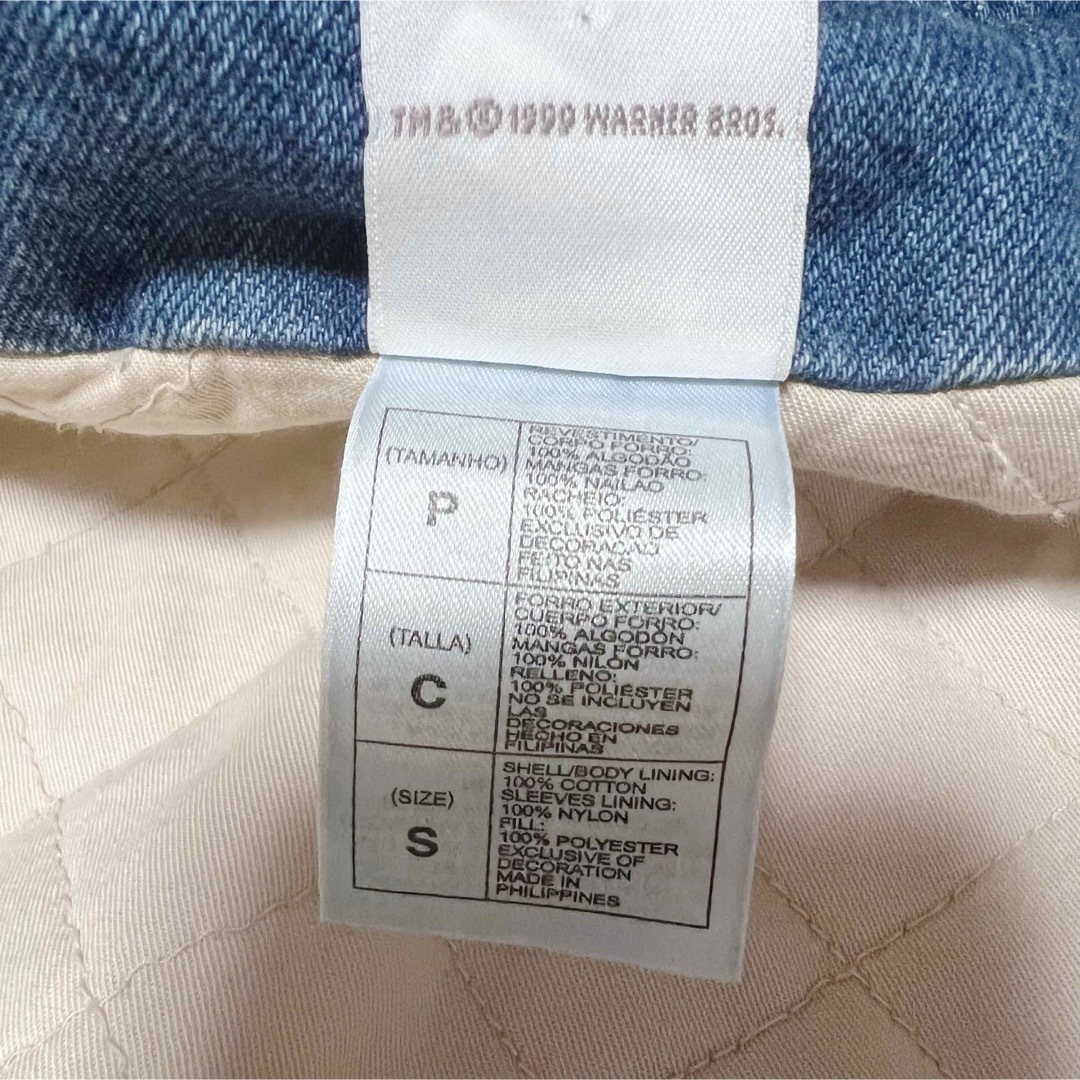 TM & © 1999 WARNER BROS.
(TAMANHO)
P
REVESTIMENTO/
CORPO FORRO:
100% ALGODÃO
MANGAS FORRO:
100% NAILAO
RACHEIO:
100% POLIÉSTER
EXCLUSIVO DE
DECORACAO
FEITO NAS
FILIPINAS
(TALLA)
C
FORRO EXTERIOR/
CUERPO FORRO:
100% ALGODÓN
MANGAS FORRO:
100% NILÓN
RELLENO:
100% POLIÉSTER
NO SE INCLUYEN
LAS
DECORACIONES
HECHO EN
FILIPINAS
(SIZE)
S
SHELL/BODY LINING:
100% COTTON
SLEEVES LINING:
100% NYLON
FILL:
100% POLYESTER
EXCLUSIVE OF
DECORATION
MADE IN
PHILIPPINES